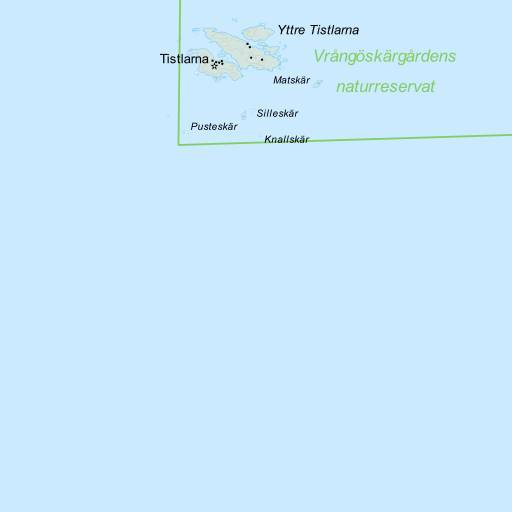 Yttre Tistlarna
Tistlarna
Vrångöskärgårdens
naturreservat
Matskär
Silleskär
Pusteskär
Knallskär